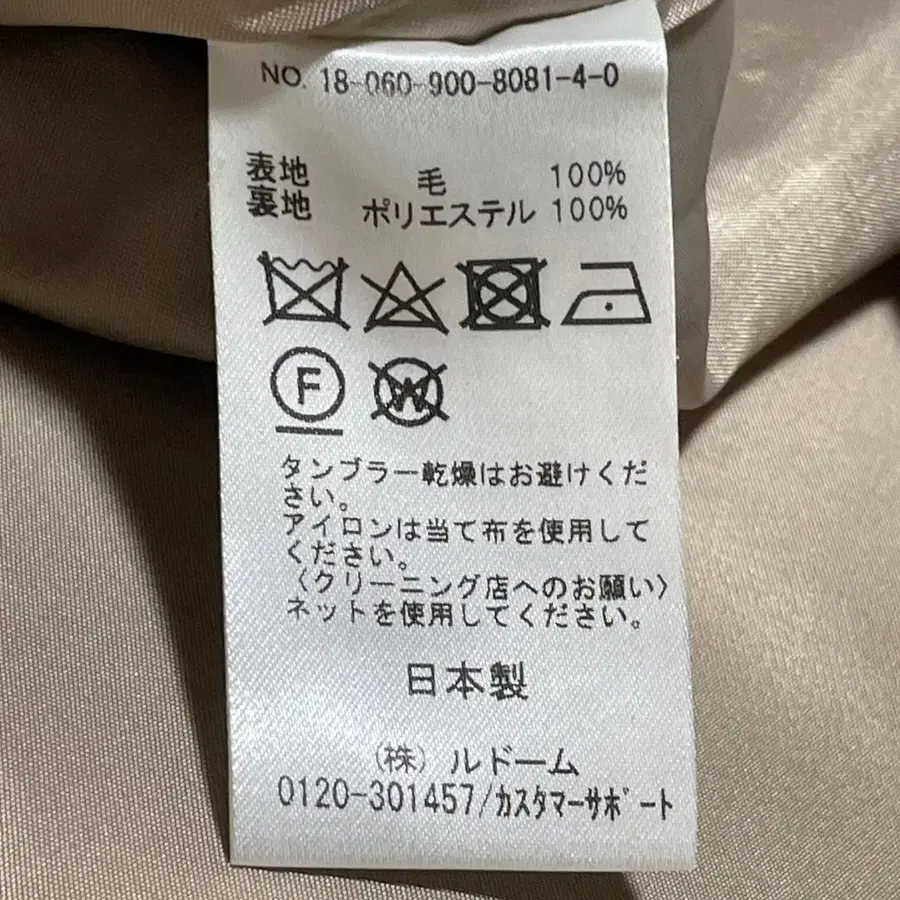 NO. 18-060-900-8081-4-0
表地 毛 100%
裏地 ポリエステル 100%
F
W
タンブラー乾燥はお避けくだ
さい。
アイロンは当て布を使用して
ください。
〈クリーニング店へのお願い〉
ネットを使用してください。
日本製
(株) ルドーム
0120-301457/カスタマーサポート